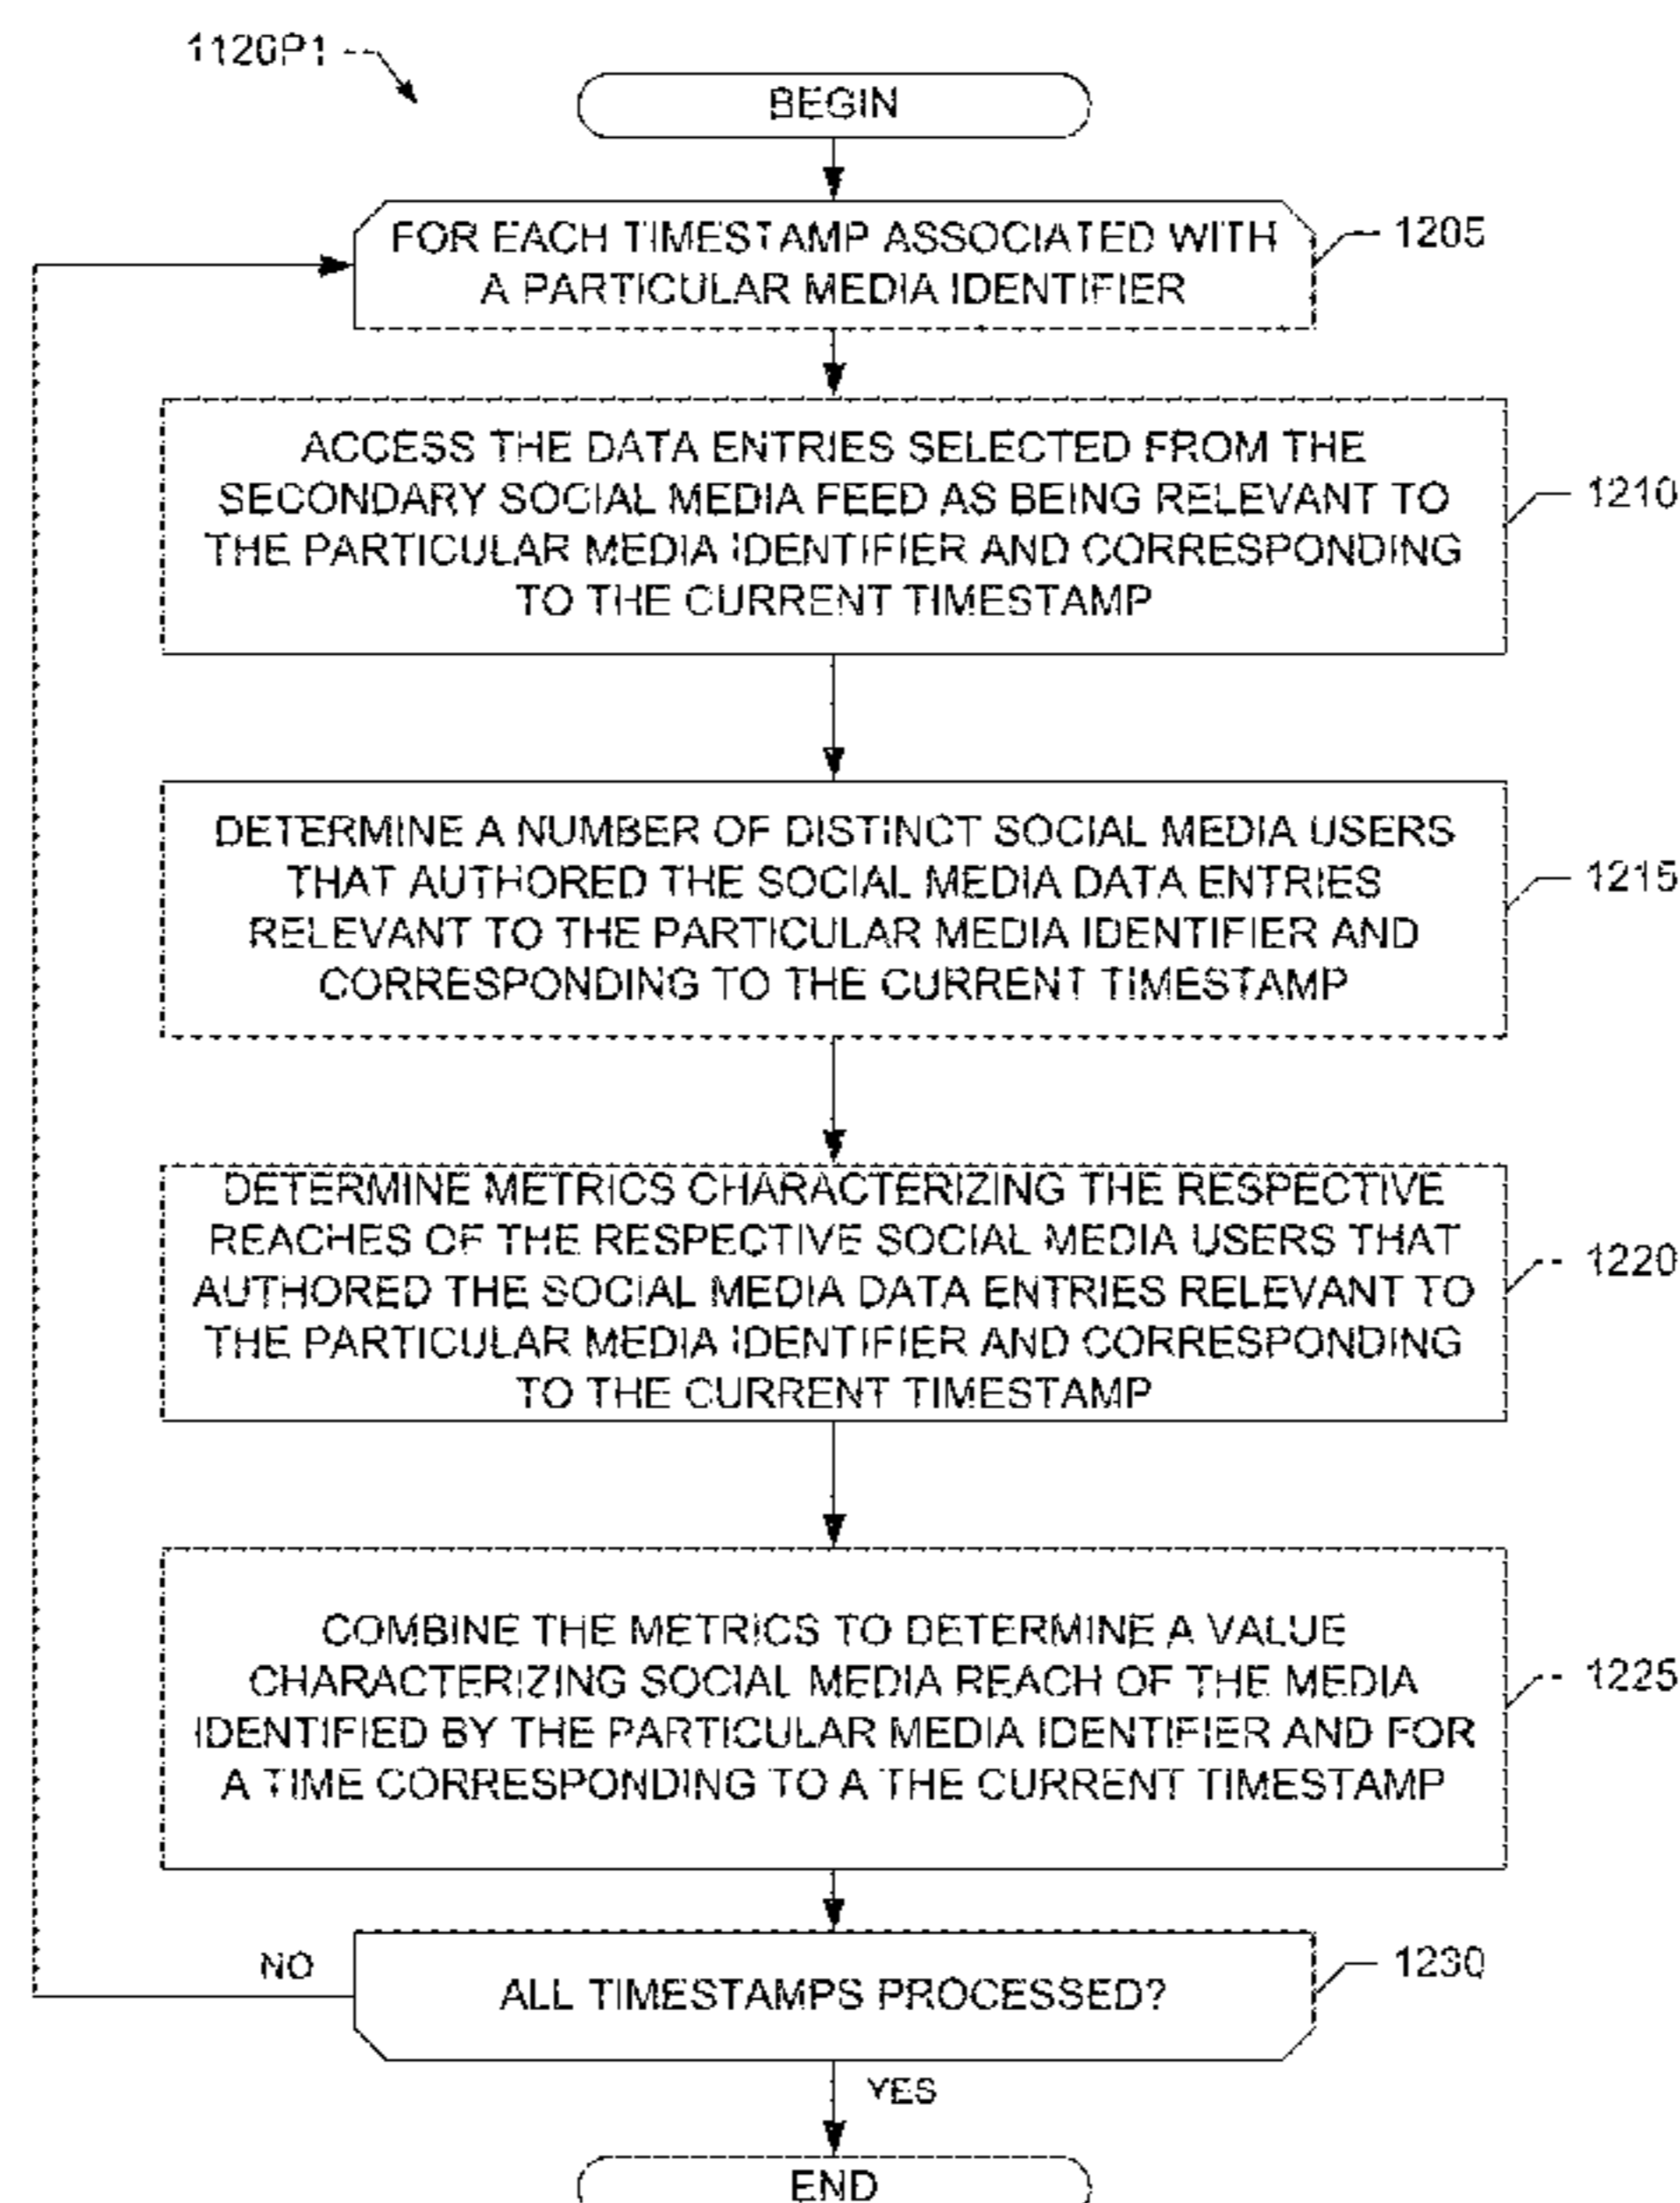 1120P1
BEGIN
FOR EACH TIMESTAMP ASSOCIATED WITH
A PARTICULAR MEDIA IDENTIFIER
1205
ACCESS THE DATA ENTRIES SELECTED FROM THE
SECONDARY SOCIAL MEDIA FEED AS BEING RELEVANT TO
THE PARTICULAR MEDIA IDENTIFIER AND CORRESPONDING
TO THE CURRENT TIMESTAMP
1210
DETERMINE A NUMBER OF DISTINCT SOCIAL MEDIA USERS
THAT AUTHORED THE SOCIAL MEDIA DATA ENTRIES
RELEVANT TO THE PARTICULAR MEDIA IDENTIFIER AND
CORRESPONDING TO THE CURRENT TIMESTAMP
1215
DETERMINE METRICS CHARACTERIZING THE RESPECTIVE
REACHES OF THE RESPECTIVE SOCIAL MEDIA USERS THAT
AUTHORED THE SOCIAL MEDIA DATA ENTRIES RELEVANT TO
THE PARTICULAR MEDIA IDENTIFIER AND CORRESPONDING
TO THE CURRENT TIMESTAMP
1220
COMBINE THE METRICS TO DETERMINE A VALUE
CHARACTERIZING SOCIAL MEDIA REACH OF THE MEDIA
IDENTIFIED BY THE PARTICULAR MEDIA IDENTIFIER AND FOR
A TIME CORRESPONDING TO A THE CURRENT TIMESTAMP
1225
NO
ALL TIMESTAMPS PROCESSED?
1230
YES
END